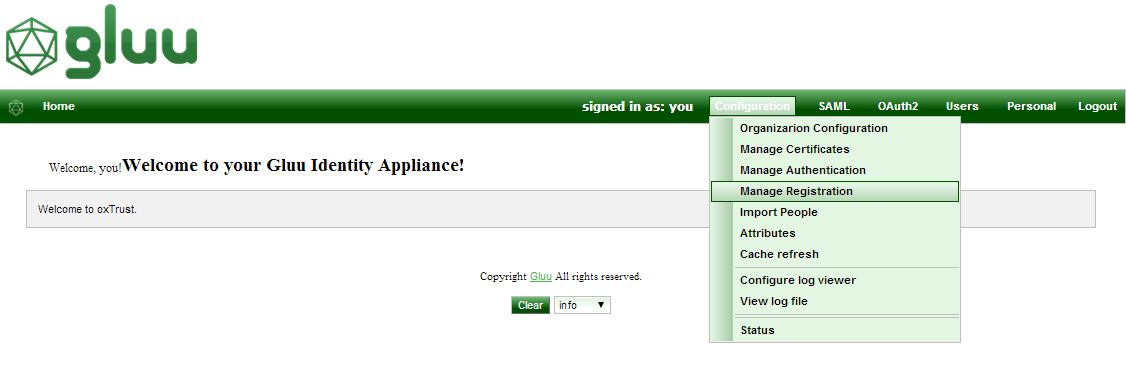 gluu
Home signed in as: you Configuration SAML OAuth2 Users Personal Logout
Organizarion Configuration
Manage Certificates
Manage Authentication
Manage Registration
Import People
Attributes
Cache refresh
Configure log viewer
View log file
Status
Welcome, you!Welcome to your Gluu Identity Appliance!
Welcome to oxTrust.
Copyright Gluu All rights reserved.
Clear info